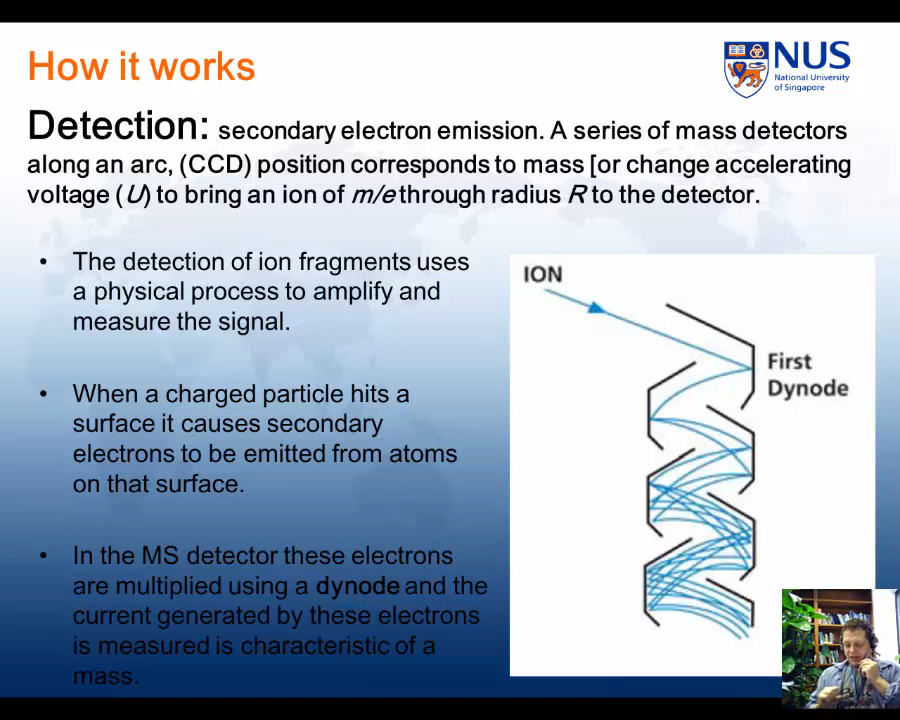 How it works
NUS
National University
of Singapore
Detection: secondary electron emission. A series of mass detectors
along an arc, (CCD) position corresponds to mass [or change accelerating
voltage (U) to bring an ion of m/e through radius R to the detector.
• The detection of ion fragments uses
a physical process to amplify and
measure the signal.
• When a charged particle hits a
surface it causes secondary
electrons to be emitted from atoms
on that surface.
• In the MS detector these electrons
are multiplied using a dynode and the
current generated by these electrons
is measured is characteristic of a
mass.
ION
First
Dynode